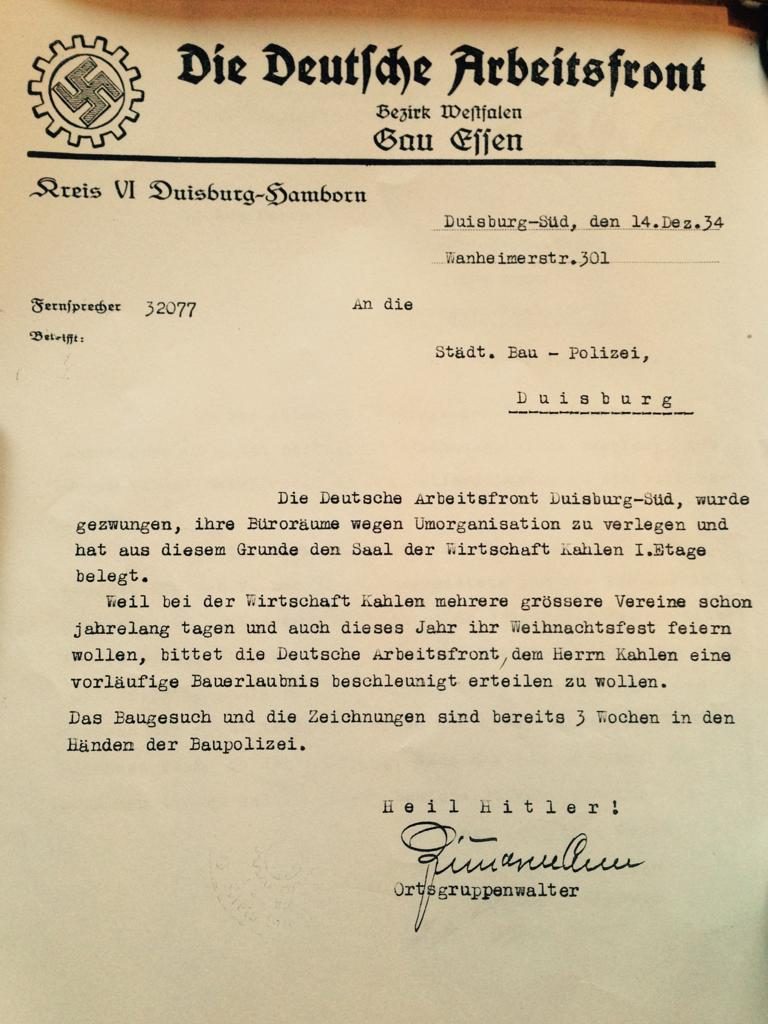 Die Deutsche Arbeitsfront
Bezirk Westfalen
Gau Essen
Kreis VI Duisburg-Hamborn
Duisburg-Süd, den 14.Dez.34
Wanheimerstr.301
Fernsprecher 32077
An die
Betrifft:
Städt. Bau - Polizei,
D u i s b u r g
Die Deutsche Arbeitsfront Duisburg-Süd, wurde
gezwungen, ihre Büroräume wegen Umorganisation zu verlegen und
hat aus diesem Grunde den Saal der Wirtschaft Kahlen I.Etage
belegt.
Weil bei der Wirtschaft Kahlen mehrere grössere Vereine schon
jahrelang tagen und auch dieses Jahr ihr Weihnachtsfest feiern
wollen, bittet die Deutsche Arbeitsfront, dem Herrn Kahlen eine
vorläufige Bauerlaubnis beschleunigt erteilen zu wollen.
Das Baugesuch und die Zeichnungen sind bereits 3 Wochen in den
Händen der Baupolizei.
H e i l H i t l e r !
Ortsgruppenwalter